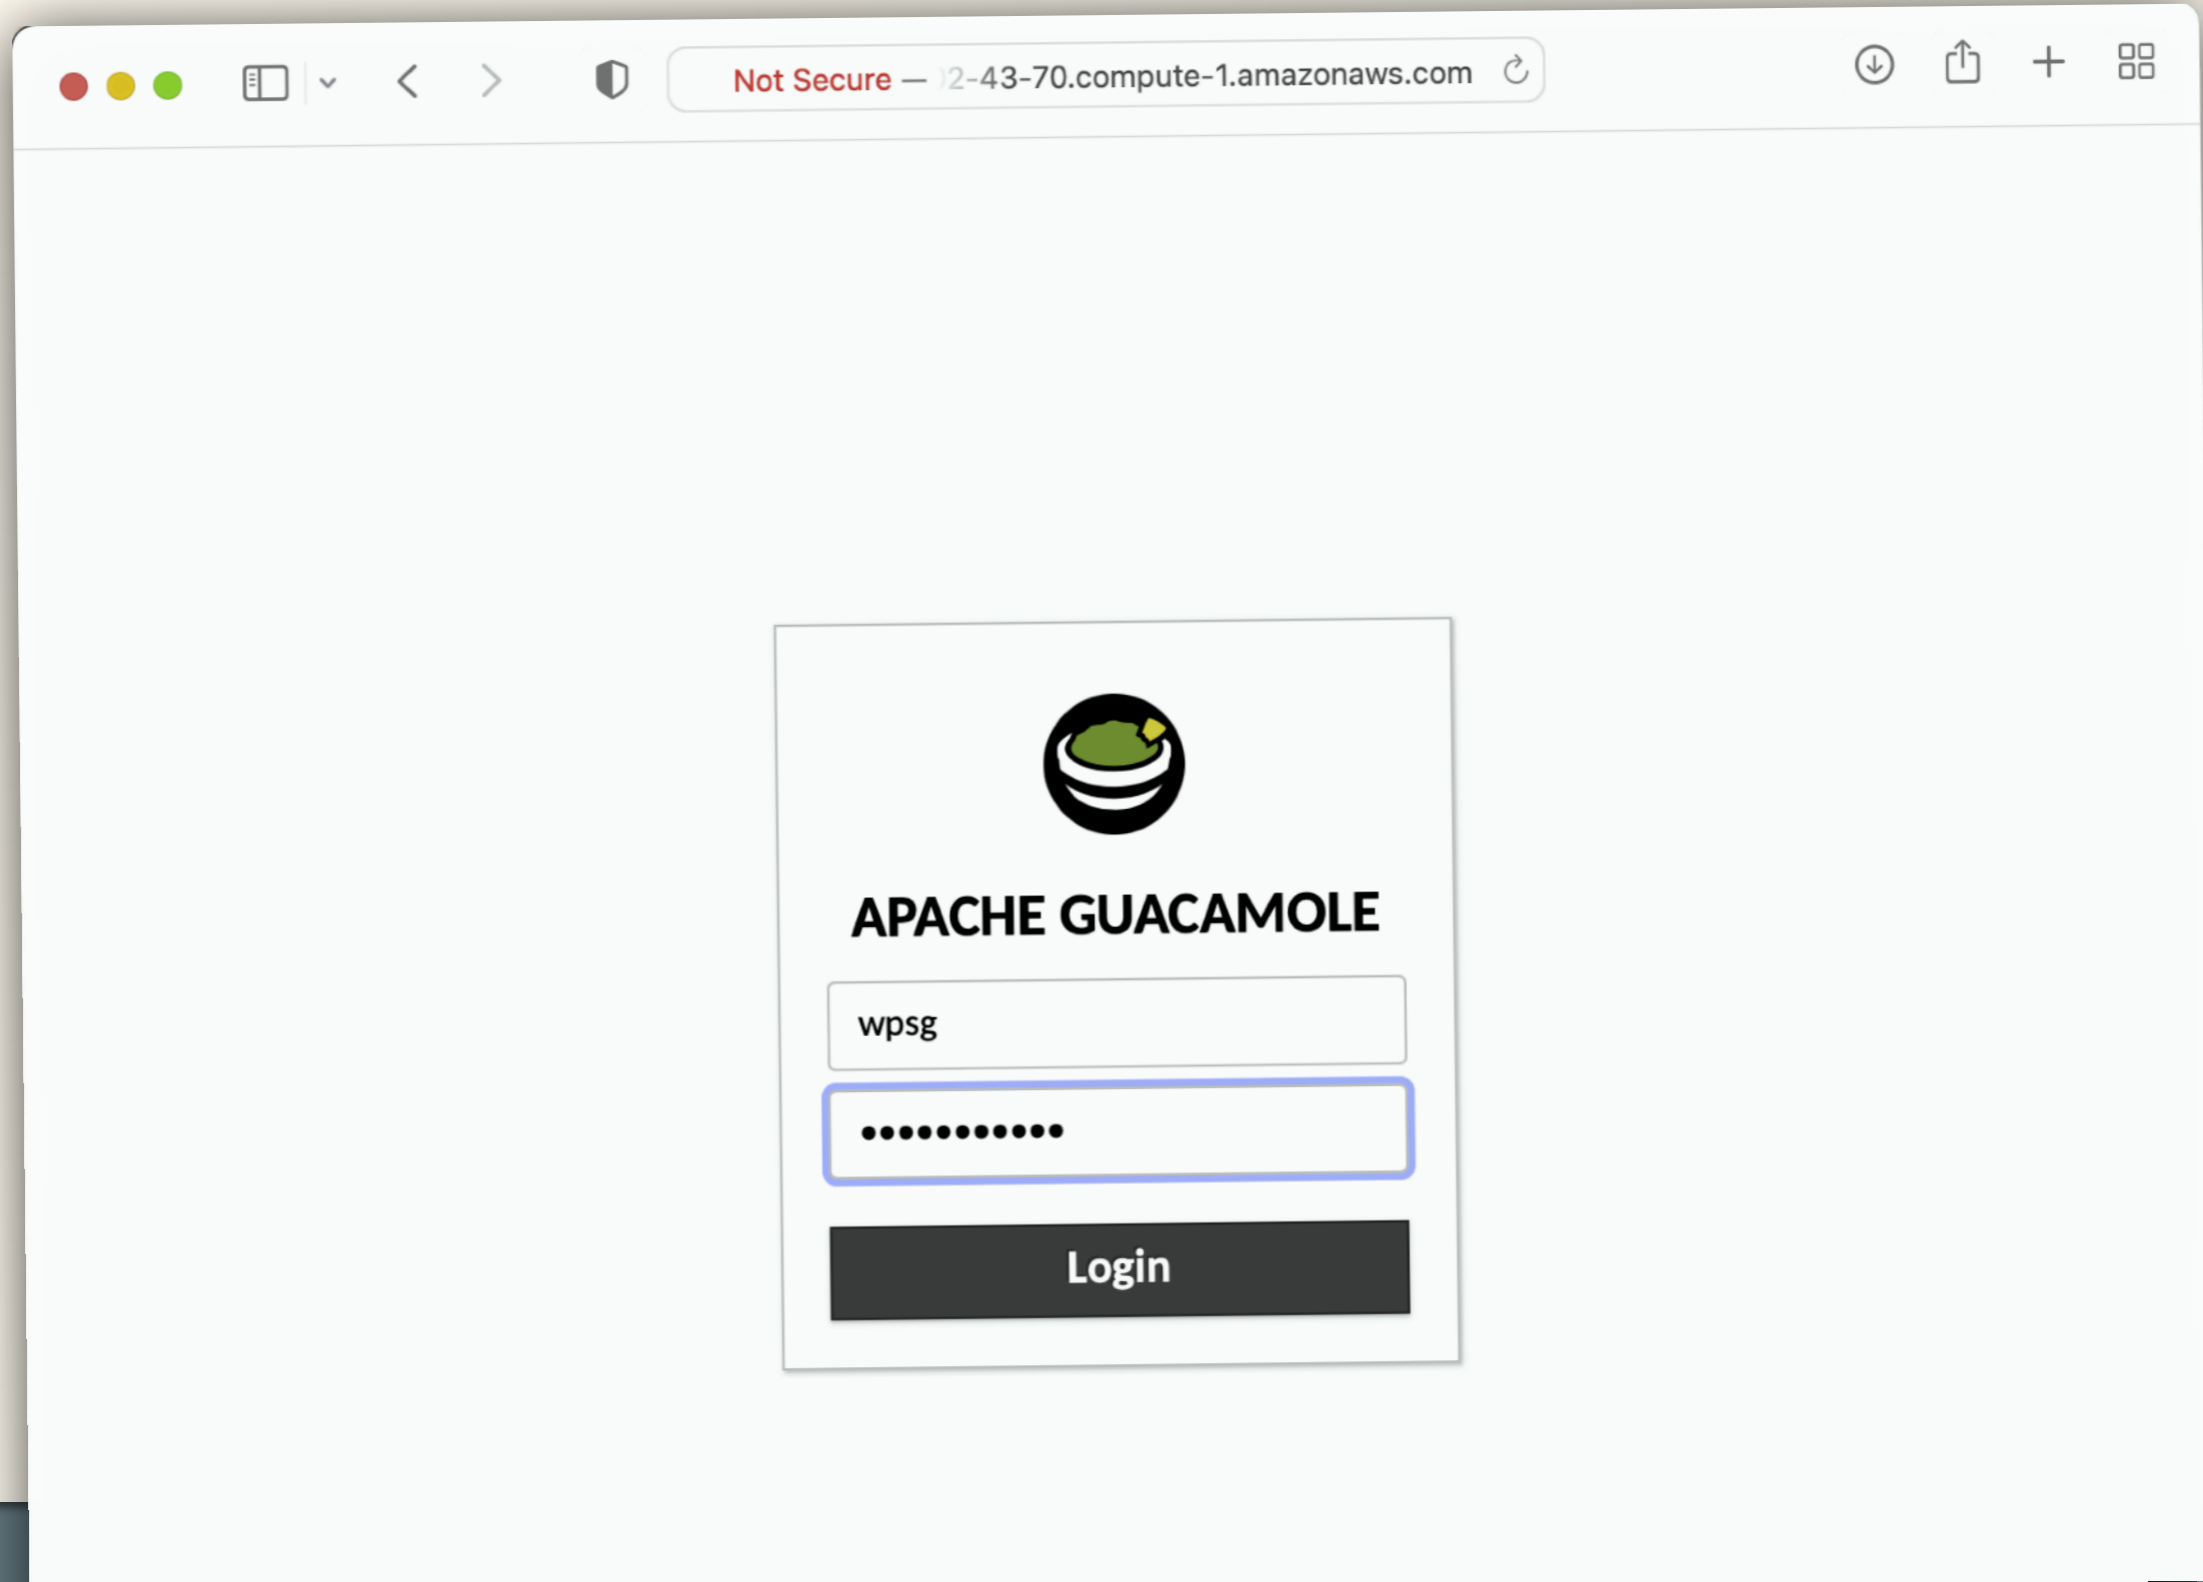 Not Secure — 2-43-70.compute-1.amazonaws.com
APACHE GUACAMOLE
wpsg
•••••••••••
Login